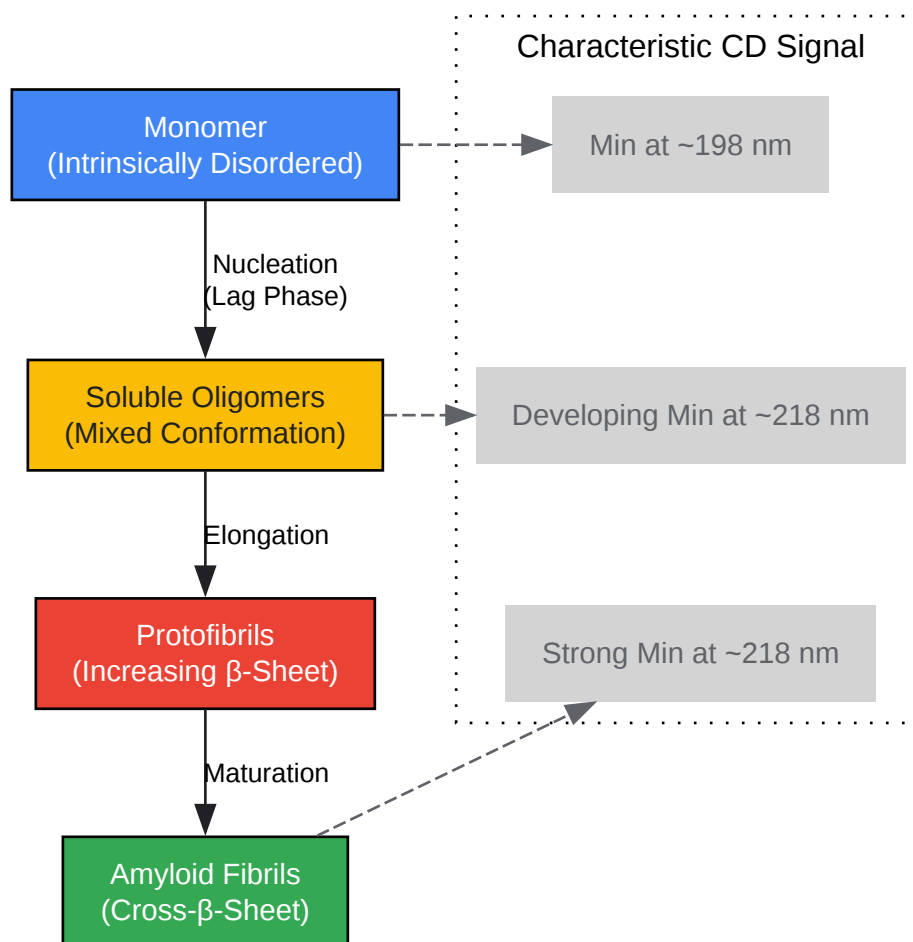 Characteristic CD Signal
Monomer
(Intrinsically Disordered)
Min at ~198 nm
Nucleation
(Lag Phase)
Soluble Oligomers
(Mixed Conformation)
Developing Min at ~218 nm
Elongation
Protofibrils
(Increasing β-Sheet)
Strong Min at ~218 nm
Maturation
Amyloid Fibrils
(Cross-β-Sheet)